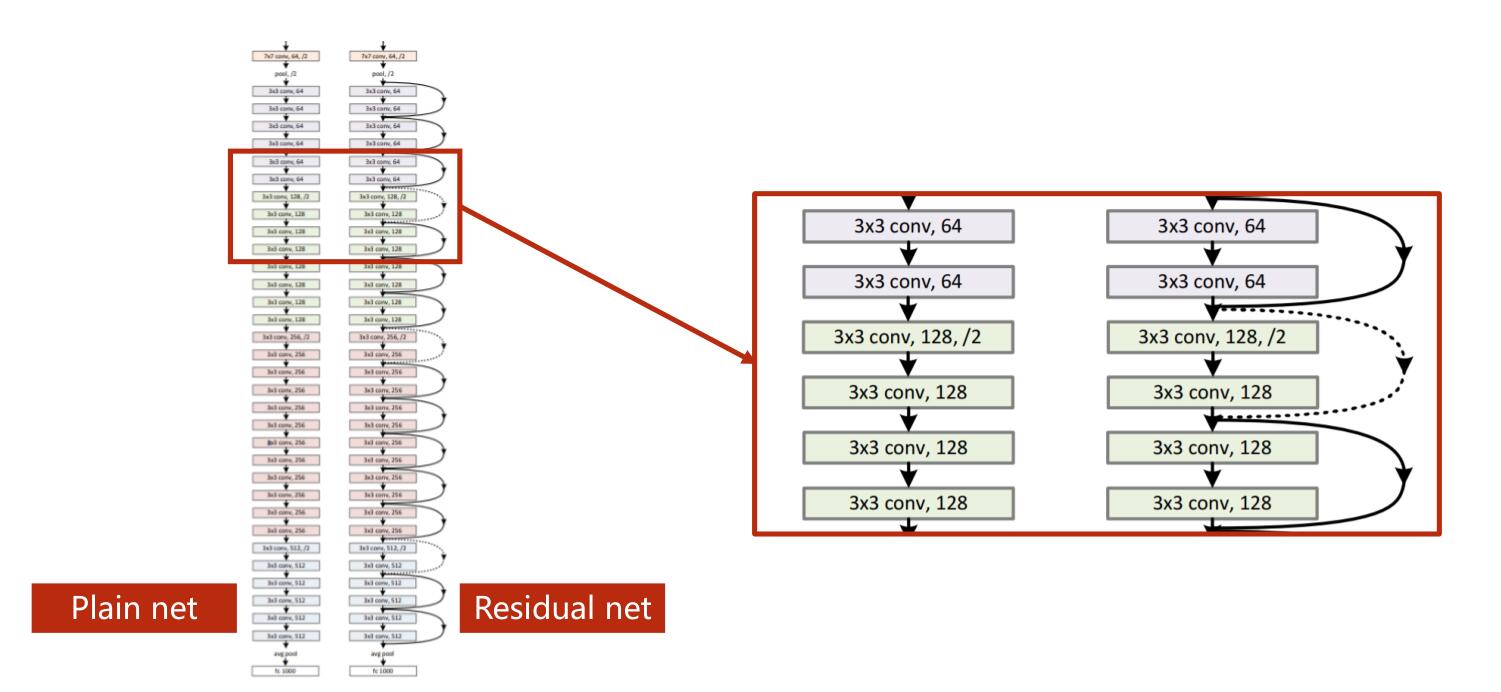 7x7 conv, 64, /2
pool, /2
3x3 conv, 64
3x3 conv, 64
3x3 conv, 64
3x3 conv, 64
3x3 conv, 64
3x3 conv, 64
3x3 conv, 128, /2
3x3 conv, 128
3x3 conv, 128
3x3 conv, 128
3x3 conv, 128
3x3 conv, 128
3x3 conv, 128
3x3 conv, 128
3x3 conv, 256, /2
3x3 conv, 256
3x3 conv, 256
3x3 conv, 256
3x3 conv, 256
3x3 conv, 256
3x3 conv, 256
3x3 conv, 256
3x3 conv, 256
3x3 conv, 256
3x3 conv, 256
3x3 conv, 256
3x3 conv, 512, /2
3x3 conv, 512
3x3 conv, 512
3x3 conv, 512
3x3 conv, 512
3x3 conv, 512
avg pool
fc 1000
Plain net
7x7 conv, 64, /2
pool, /2
3x3 conv, 64
3x3 conv, 64
3x3 conv, 64
3x3 conv, 64
3x3 conv, 64
3x3 conv, 64
3x3 conv, 128, /2
3x3 conv, 128
3x3 conv, 128
3x3 conv, 128
3x3 conv, 128
3x3 conv, 128
3x3 conv, 128
3x3 conv, 128
3x3 conv, 256, /2
3x3 conv, 256
3x3 conv, 256
3x3 conv, 256
3x3 conv, 256
3x3 conv, 256
3x3 conv, 256
3x3 conv, 256
3x3 conv, 256
3x3 conv, 256
3x3 conv, 256
3x3 conv, 256
3x3 conv, 512, /2
3x3 conv, 512
3x3 conv, 512
3x3 conv, 512
3x3 conv, 512
3x3 conv, 512
avg pool
fc 1000
Residual net
3x3 conv, 64
3x3 conv, 64
3x3 conv, 128, /2
3x3 conv, 128
3x3 conv, 128
3x3 conv, 128
3x3 conv, 64
3x3 conv, 64
3x3 conv, 128, /2
3x3 conv, 128
3x3 conv, 128
3x3 conv, 128